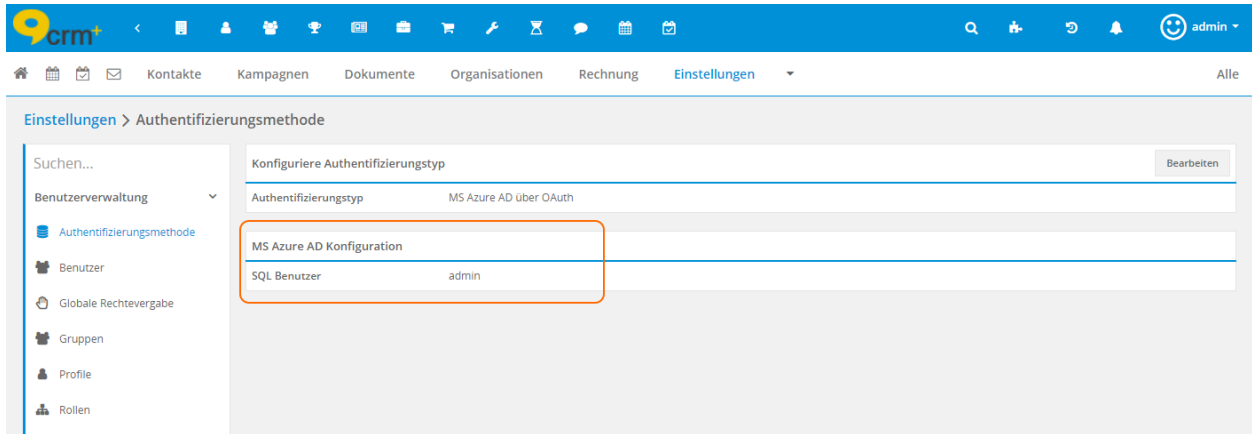 crm+
admin
Kontakte Kampagnen Dokumente Organisationen Rechnung Einstellungen Alle
Einstellungen > Authentifizierungsmethode
Suchen...
Konfiguriere Authentifizierungstyp Bearbeiten
Benutzerverwaltung
Authentifizierungstyp MS Azure AD über OAuth
Authentifizierungsmethode
MS Azure AD Konfiguration
Benutzer
SQL Benutzer admin
Globale Rechtevergabe
Gruppen
Profile
Rollen